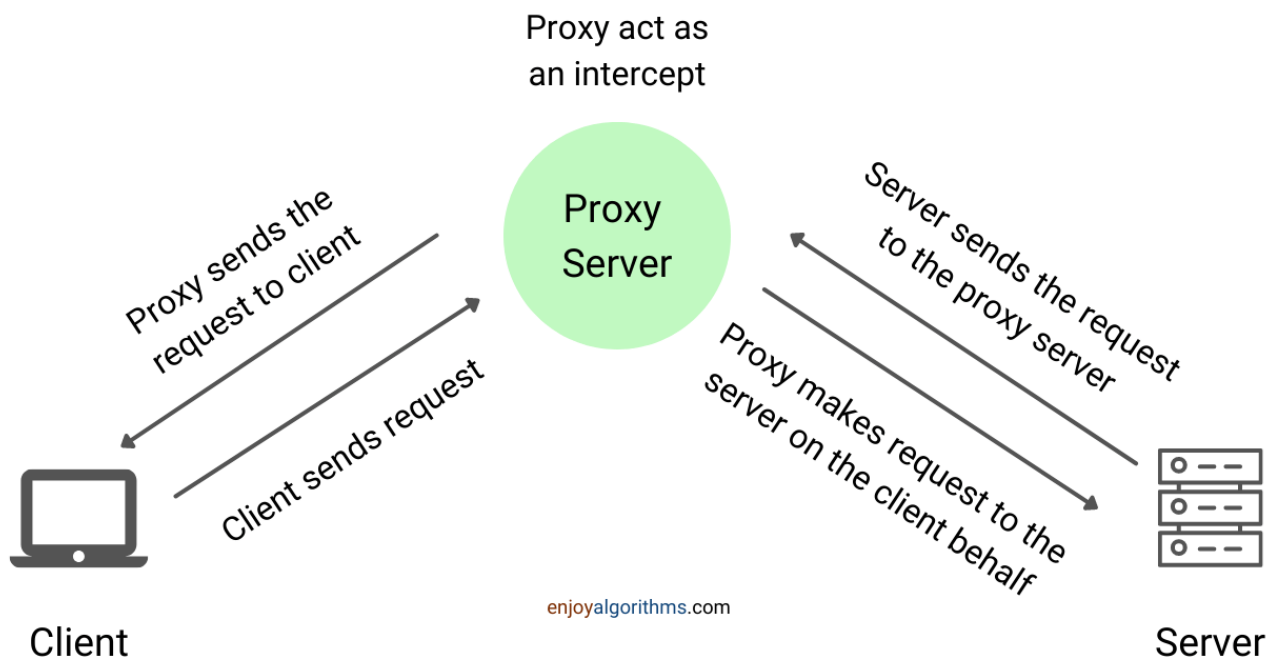 Proxy act as
an intercept
Proxy
Server
Proxy sends the
request to client
Client sends request
Server sends the request
to the proxy server
Proxy makes request to the
server on the client behalf
enjoyalgorithms.com
Client
Server